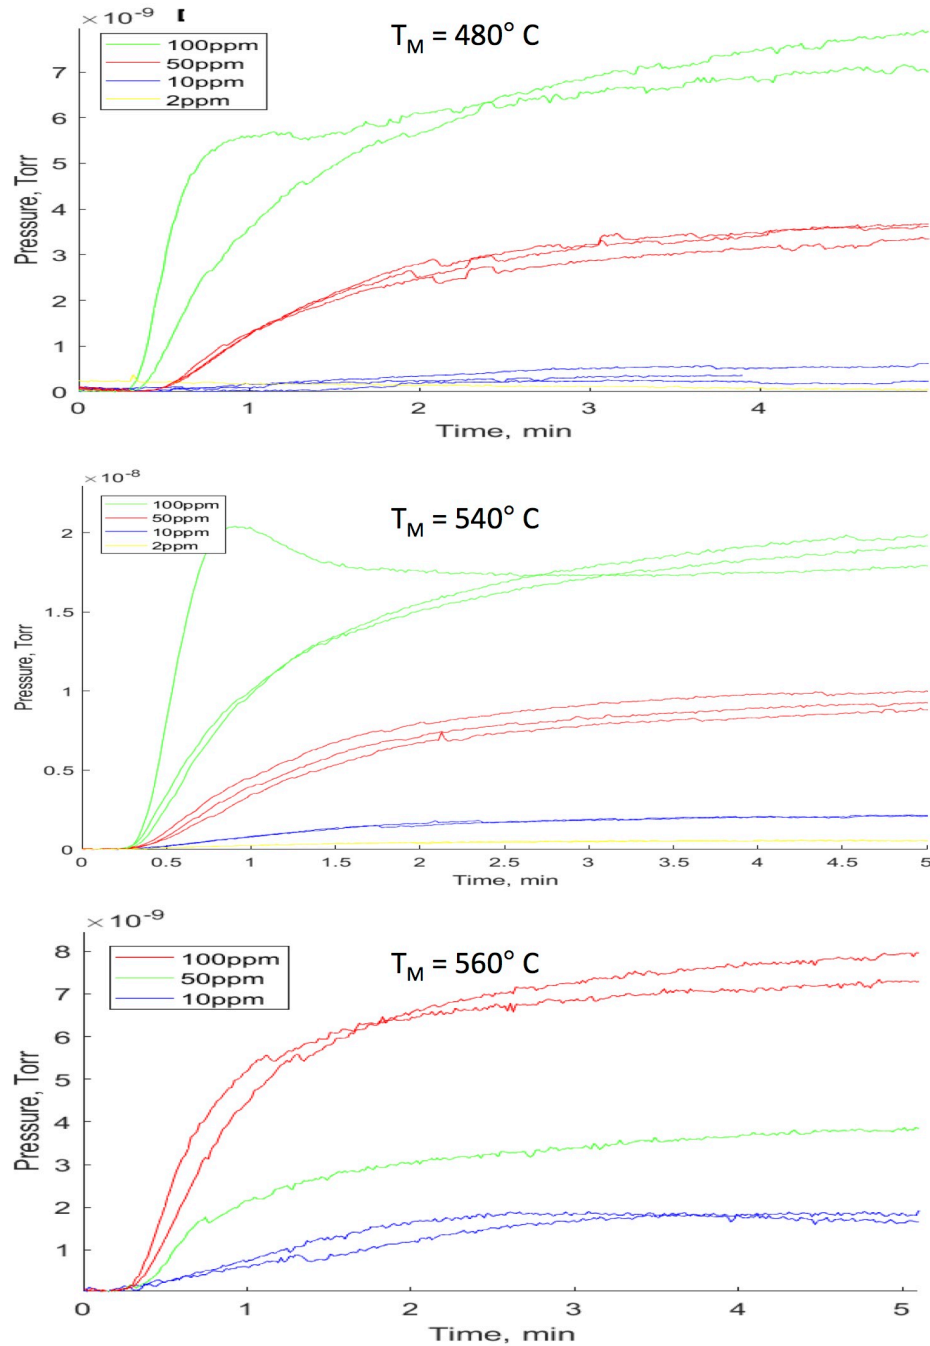 × 10⁻⁹ [
T_M = 480° C
100ppm
50ppm
10ppm
2ppm
Pressure, Torr
7
6
5
4
3
2
1
0
0 1 2 3 4
Time, min
× 10⁻⁸
T_M = 540° C
100ppm
50ppm
10ppm
2ppm
Pressure, Torr
2
1.5
1
0.5
0
0 0.5 1 1.5 2 2.5 3 3.5 4 4.5 5
Time, min
× 10⁻⁹
T_M = 560° C
100ppm
50ppm
10ppm
Pressure, Torr
8
7
6
5
4
3
2
1
0 1 2 3 4 5
Time, min